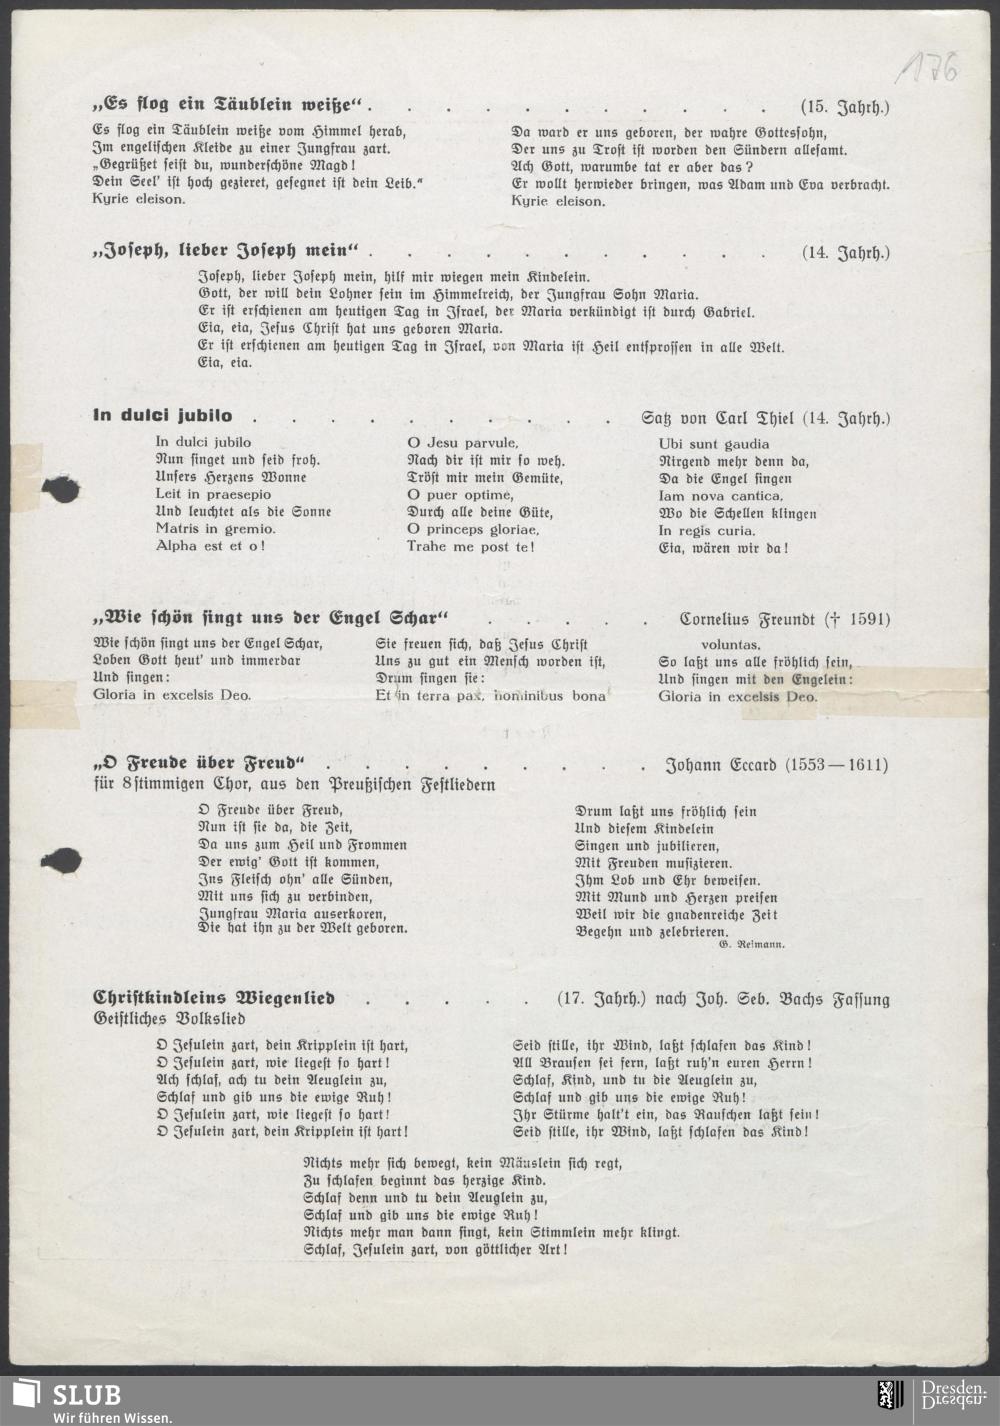 176
„Es flog ein Täublein weiße“ . . . . . . . . . . . (15. Jahrh.)
Es flog ein Täublein weiße vom Himmel herab,
Im engelischen Kleide zu einer Jungfrau zart.
„Gegrüßet seist du, wunderschöne Magd!
Dein Seel' ist hoch gezieret, gesegnet ist dein Leib.“
Kyrie eleison.
Da ward er uns geboren, der wahre Gottessohn,
Der uns zu Trost ist worden den Sündern allesamt.
Ach Gott, warumbe tat er aber das?
Er wollt herwieder bringen, was Adam und Eva verbracht.
Kyrie eleison.
„Joseph, lieber Joseph mein“ . . . . . . . . . . . (14. Jahrh.)
Joseph, lieber Joseph mein, hilf mir wiegen mein Kindelein.
Gott, der will dein Lohner sein im Himmelreich, der Jungfrau Sohn Maria.
Er ist erschienen am heutigen Tag in Israel, der Maria verkündigt ist durch Gabriel.
Eia, eia, Jesus Christ hat uns geboren Maria.
Er ist erschienen am heutigen Tag in Israel, von Maria ist Heil entsprossen in alle Welt.
Eia, eia.
In dulci jubilo . . . . . . . . . . Satz von Carl Thiel (14. Jahrh.)
In dulci jubilo
Nun singet und seid froh.
Unsers Herzens Wonne
Leit in praesepio
Und leuchtet als die Sonne
Matris in gremio.
Alpha est et o!
O Jesu parvule,
Nach dir ist mir so weh.
Tröst mir mein Gemüte,
O puer optime,
Durch alle deine Güte,
O princeps gloriae,
Trahe me post te!
Ubi sunt gaudia
Nirgend mehr denn da,
Da die Engel singen
Iam nova cantica,
Wo die Schellen klingen
In regis curia.
Eia, wären wir da!
„Wie schön singt uns der Engel Schar“ . . . . . Cornelius Freundt († 1591)
Wie schön singt uns der Engel Schar,
Loben Gott heut' und immerdar
Und singen:
Gloria in excelsis Deo.
Sie freuen sich, daß Jesus Christ
Uns zu gut ein Mensch worden ist,
Drum singen sie:
Et in terra pax, hominibus bona
voluntas.
So laßt uns alle fröhlich sein,
Und singen mit den Engelein:
Gloria in excelsis Deo.
„O Freude über Freud“ . . . . . . . . . Johann Eccard (1553—1611)
für 8stimmigen Chor, aus den Preußischen Festliedern
O Freude über Freud,
Nun ist sie da, die Zeit,
Da uns zum Heil und Frommen
Der ewig' Gott ist kommen,
Ins Fleisch ohn' alle Sünden,
Mit uns sich zu verbinden,
Jungfrau Maria auserkoren,
Die hat ihn zu der Welt geboren.
Drum laßt uns fröhlich sein
Und diesem Kindelein
Singen und jubilieren,
Mit Freuden musizieren.
Ihm Lob und Ehr beweisen.
Mit Mund und Herzen preisen
Weil wir die gnadenreiche Zeit
Begehn und zelebrieren.
G. Reimann.
Christkindleins Wiegenlied . . . . . (17. Jahrh.) nach Joh. Seb. Bachs Fassung
Geistliches Volkslied
O Jesulein zart, dein Kripplein ist hart,
O Jesulein zart, wie liegest so hart!
Ach schlaf, ach tu dein Aeuglein zu,
Schlaf und gib uns die ewige Ruh!
O Jesulein zart, wie liegest so hart!
O Jesulein zart, dein Kripplein ist hart!
Seid stille, ihr Wind, laßt schlafen das Kind!
All Brausen sei fern, laßt ruh'n euren Herrn!
Schlaf, Kind, und tu die Aeuglein zu,
Schlaf und gib uns die ewige Ruh!
Ihr Stürme halt't ein, das Rauschen laßt sein!
Seid stille, ihr Wind, laßt schlafen das Kind!
Nichts mehr sich bewegt, kein Mäuslein sich regt,
Zu schlafen beginnt das herzige Kind.
Schlaf denn und tu dein Aeuglein zu,
Schlaf und gib uns die ewige Ruh!
Nichts mehr man dann singt, kein Stimmlein mehr klingt.
Schlaf, Jesulein zart, von göttlicher Art!
SLUB
Wir führen Wissen.
Dresden.
Dresden.